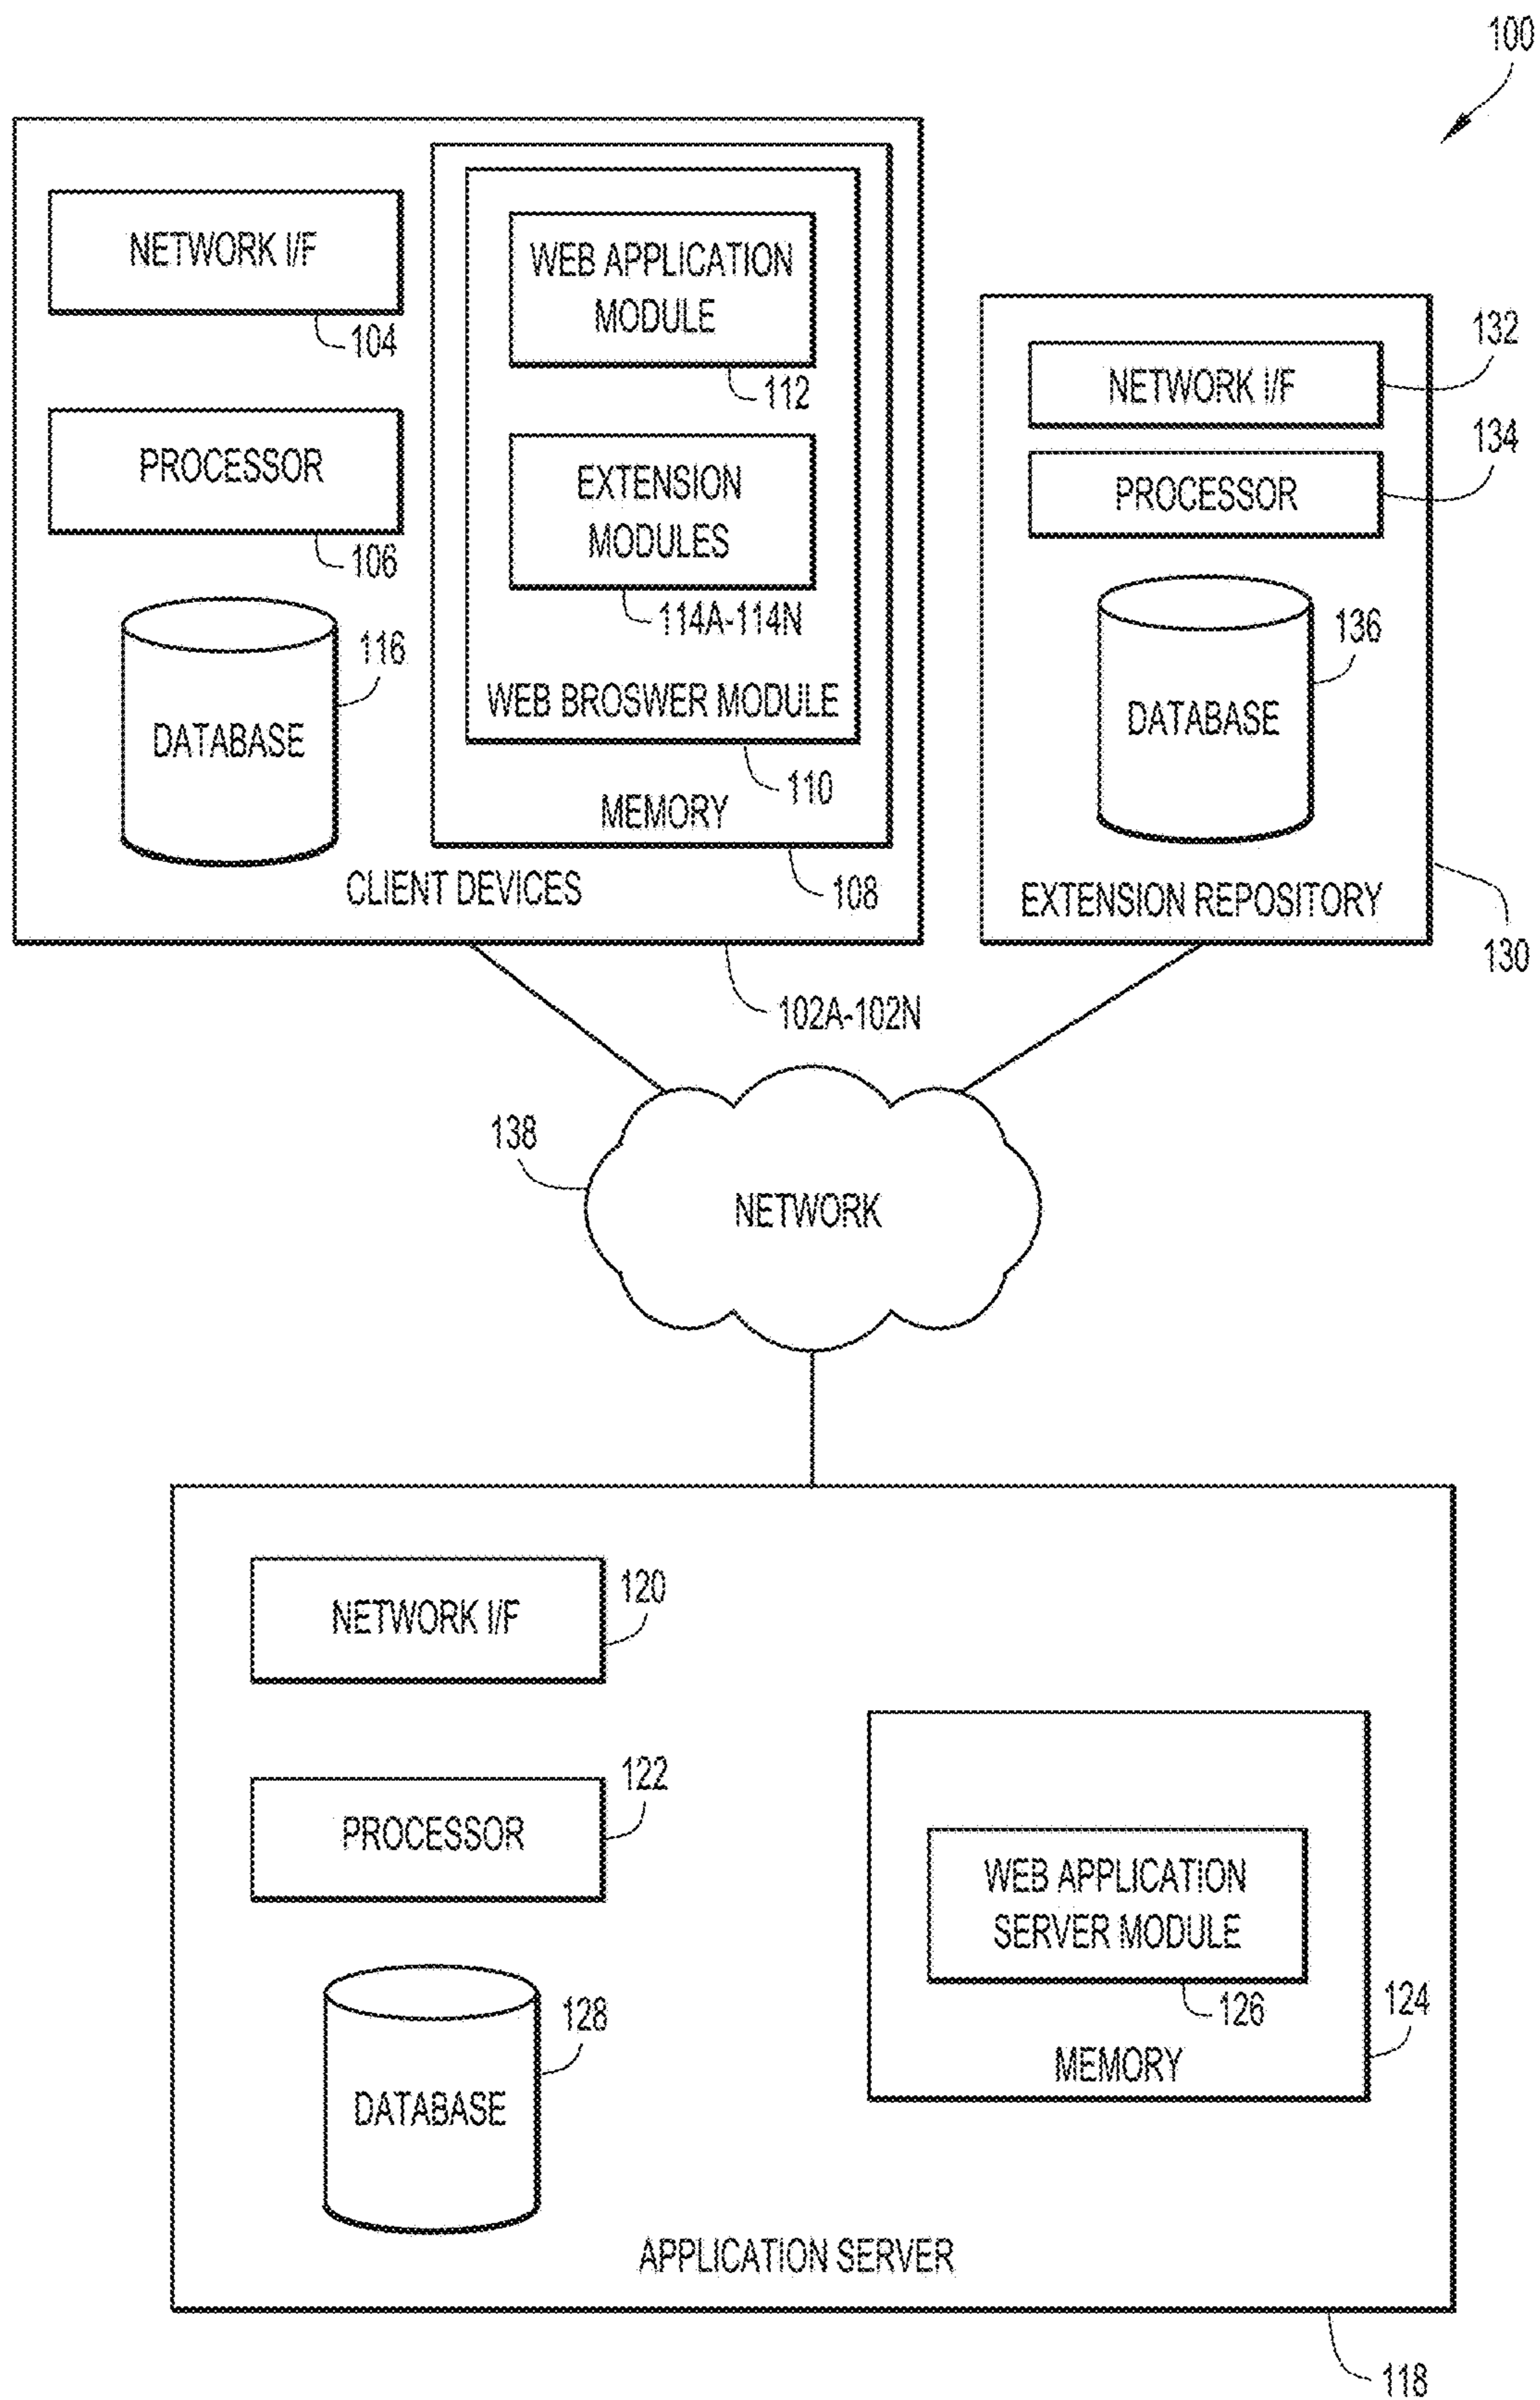 100
NETWORK I/F
104
PROCESSOR
106
DATABASE
116
WEB APPLICATION
MODULE
112
EXTENSION
MODULES
114A-114N
WEB BROSWER MODULE
110
MEMORY
108
CLIENT DEVICES
102A-102N
NETWORK I/F
132
PROCESSOR
134
DATABASE
136
EXTENSION REPOSITORY
130
138
NETWORK
NETWORK I/F
120
PROCESSOR
122
DATABASE
128
WEB APPLICATION
SERVER MODULE
126
MEMORY
124
APPLICATION SERVER
118